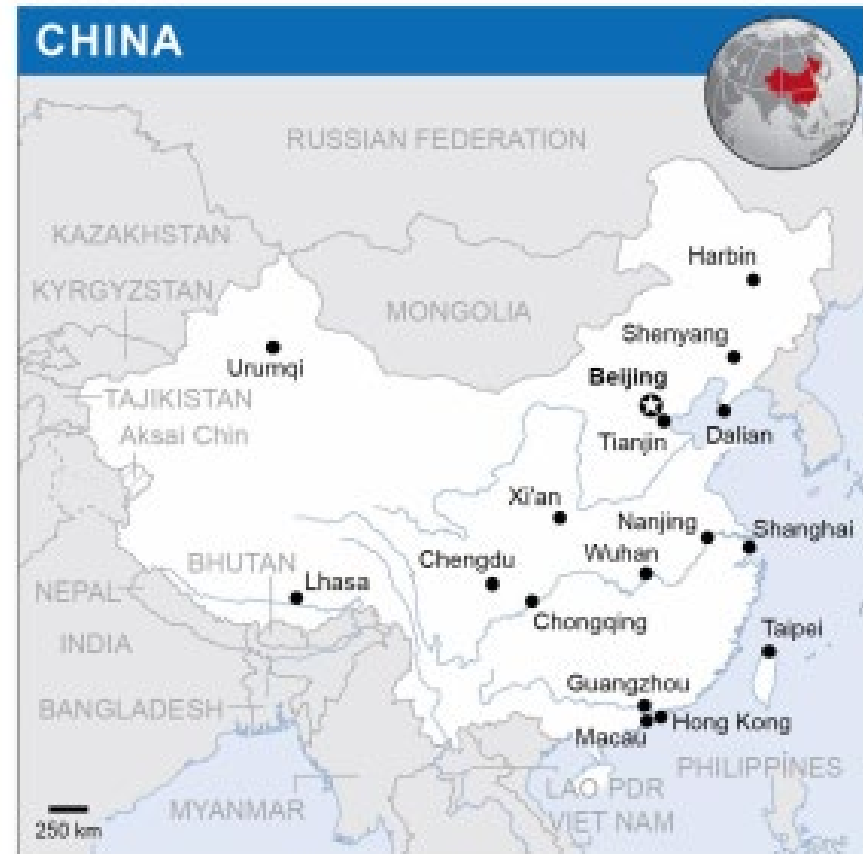 CHINA
RUSSIAN FEDERATION
KAZAKHSTAN
Harbin
KYRGYZSTAN
MONGOLIA
Shenyang
Urumqi
Beijing
TAJIKISTAN
Aksai Chin
Tianjin
Dalian
Xi'an
Nanjing
Shanghai
Wuhan
Chengdu
BHUTAN
Lhasa
NEPAL
Chongqing
INDIA
Taipei
Guangzhou
BANGLADESH
Hong Kong
Macau
PHILIPPINES
LAO PDR
MYANMAR
VIET NAM
250 km